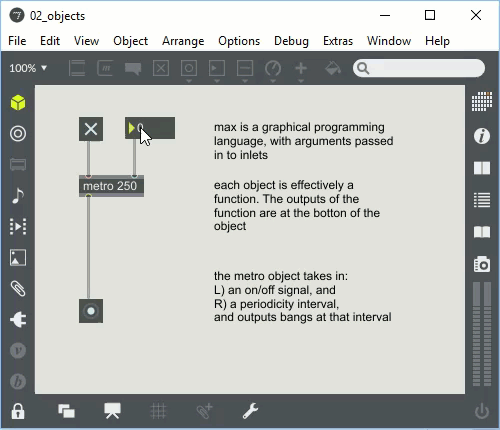 02_objects
File Edit View Object Arrange Options Debug Extras Window Help
100%
0
max is a graphical programming
language, with arguments passed
in to inlets
metro 250
each object is effectively a
function. The outputs of the
function are at the botton of the
object
the metro object takes in:
L) an on/off signal, and
R) a periodicity interval,
and outputs bangs at that interval